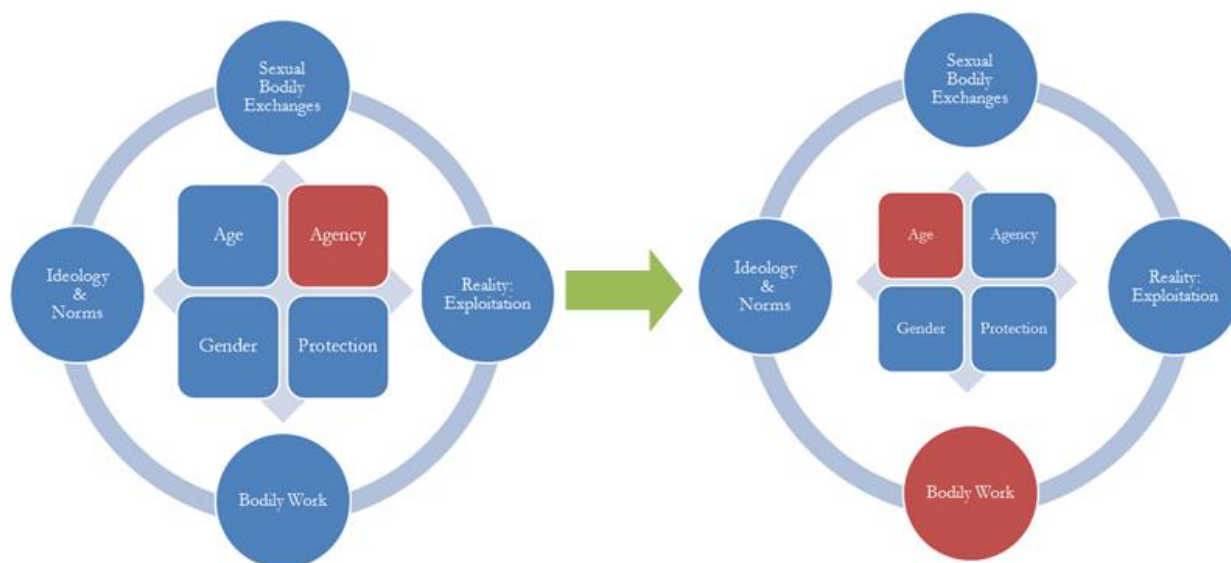 Sexual
Bodily
Exchanges
Age
Agency
Ideology
&
Norms
Reality:
Exploitation
Gender
Protection
Bodily Work
Sexual
Bodily
Exchanges
Age
Agency
Ideology
&
Norms
Reality:
Exploitation
Gender
Protection
Bodily Work